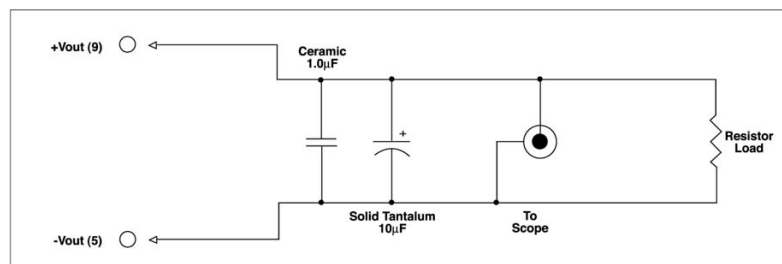 +Vout (9)
Ceramic
1.0µF
+
Resistor
Load
Solid Tantalum
10µF
To
Scope
-Vout (5)